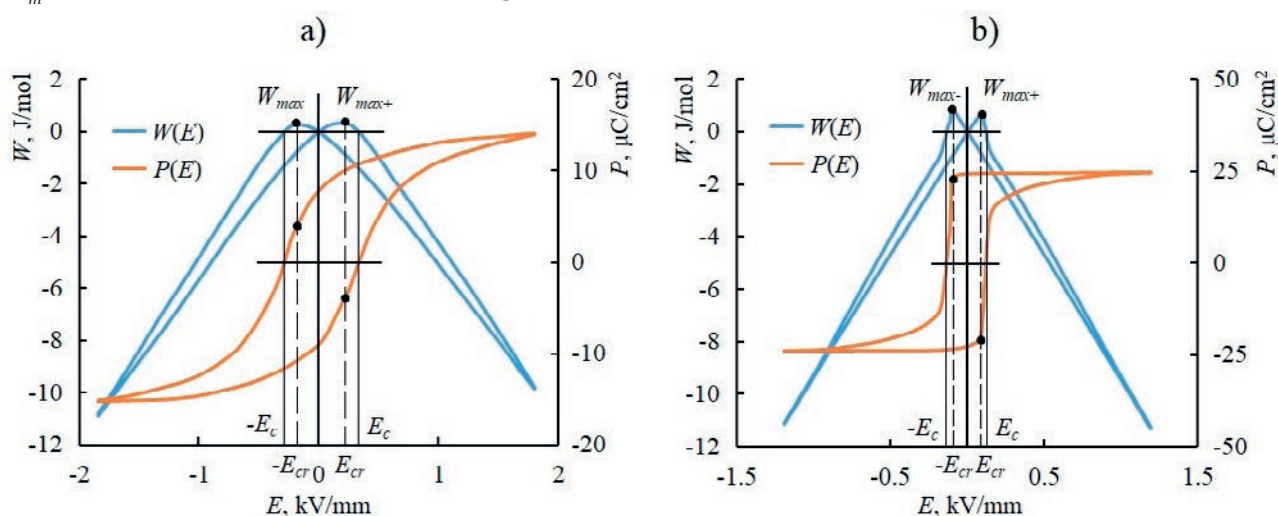 m
a)
b)
W, J/mol
2
0
-2
-4
-6
-8
-10
-12
W(E)
P(E)
W_max
W_max+
20
10
0
-10
-20
P, μC/cm²
-E_c
E_c
-2
-1
-E_cr
0
E_cr
1
2
E, kV/mm
W, J/mol
2
0
-2
-4
-6
-8
-10
-12
W(E)
P(E)
W_max-
W_max+
50
25
0
-25
-50
P, μC/cm²
-E_c
E_c
-1.5
-0.5
-E_cr
E_cr
0.5
1.5
E, kV/mm